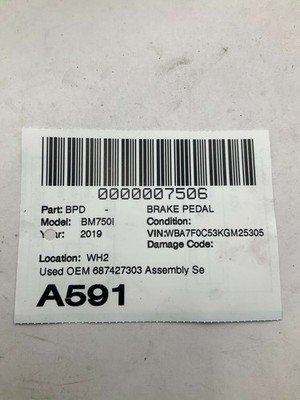 0000007506
Part: BPD - BRAKE PEDAL
Model: BM750I Condition:
Year: 2019 VIN:WBA7F0C53KGM25305
Damage Code:
Location: WH2
Used OEM 687427303 Assembly Se
A591